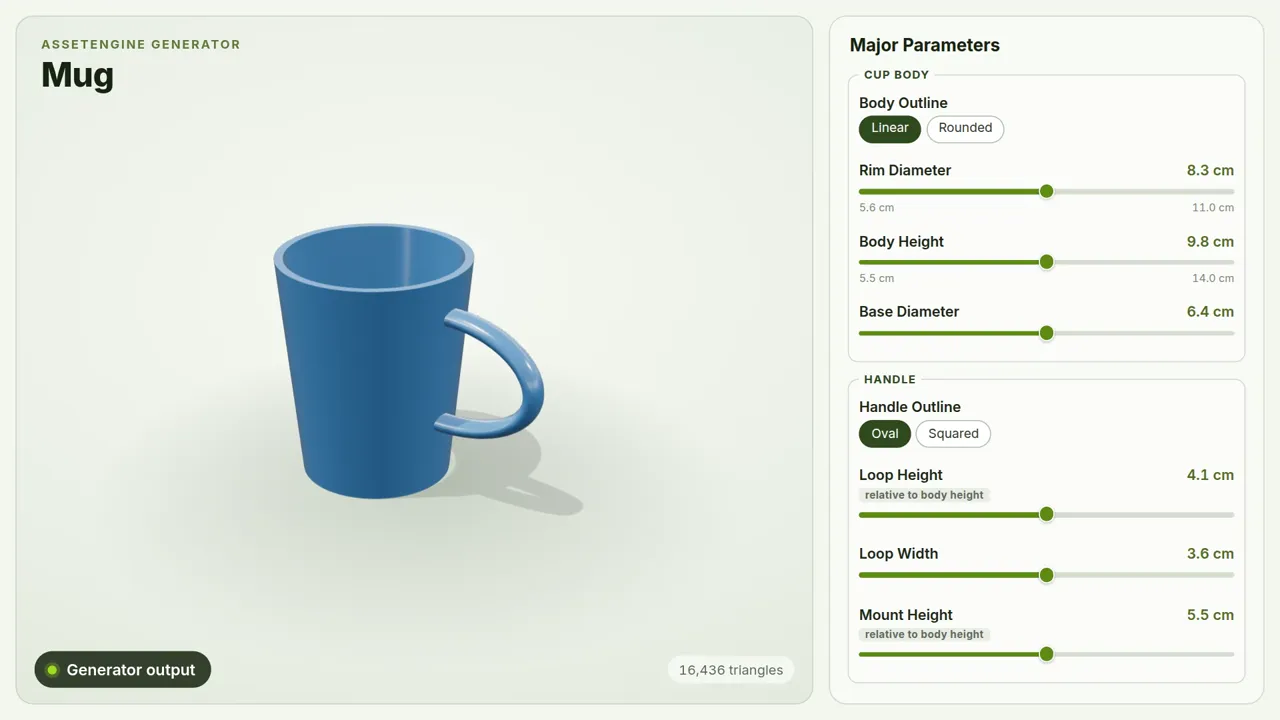 ASSETENGINE GENERATOR
Mug
Generator output
16,436 triangles
Major Parameters
CUP BODY
Body Outline
Linear Rounded
Rim Diameter 8.3 cm
5.6 cm 11.0 cm
Body Height 9.8 cm
5.5 cm 14.0 cm
Base Diameter 6.4 cm
HANDLE
Handle Outline
Oval Squared
Loop Height 4.1 cm
relative to body height
Loop Width 3.6 cm
Mount Height 5.5 cm
relative to body height